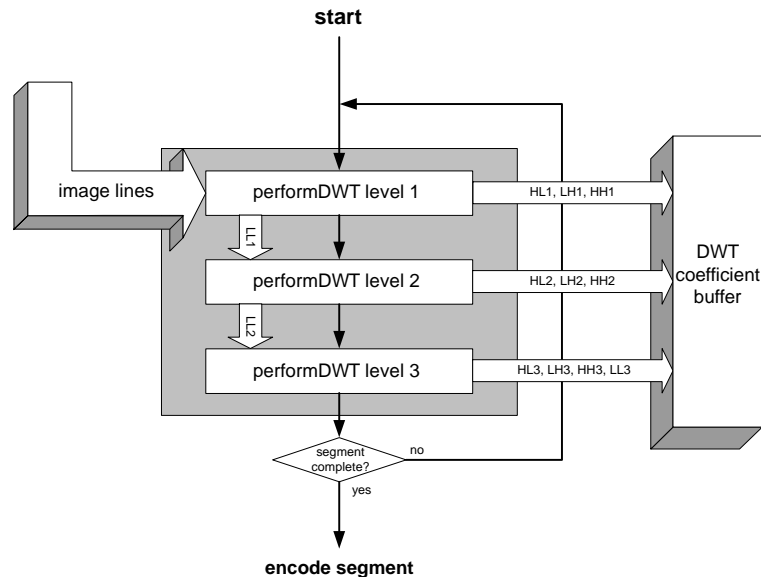 start
image lines
performDWT level 1
HL1, LH1, HH1
LL1
DWT
coefficient
buffer
performDWT level 2
HL2, LH2, HH2
LL2
performDWT level 3
HL3, LH3, HH3, LL3
segment
complete?
no
yes
encode segment